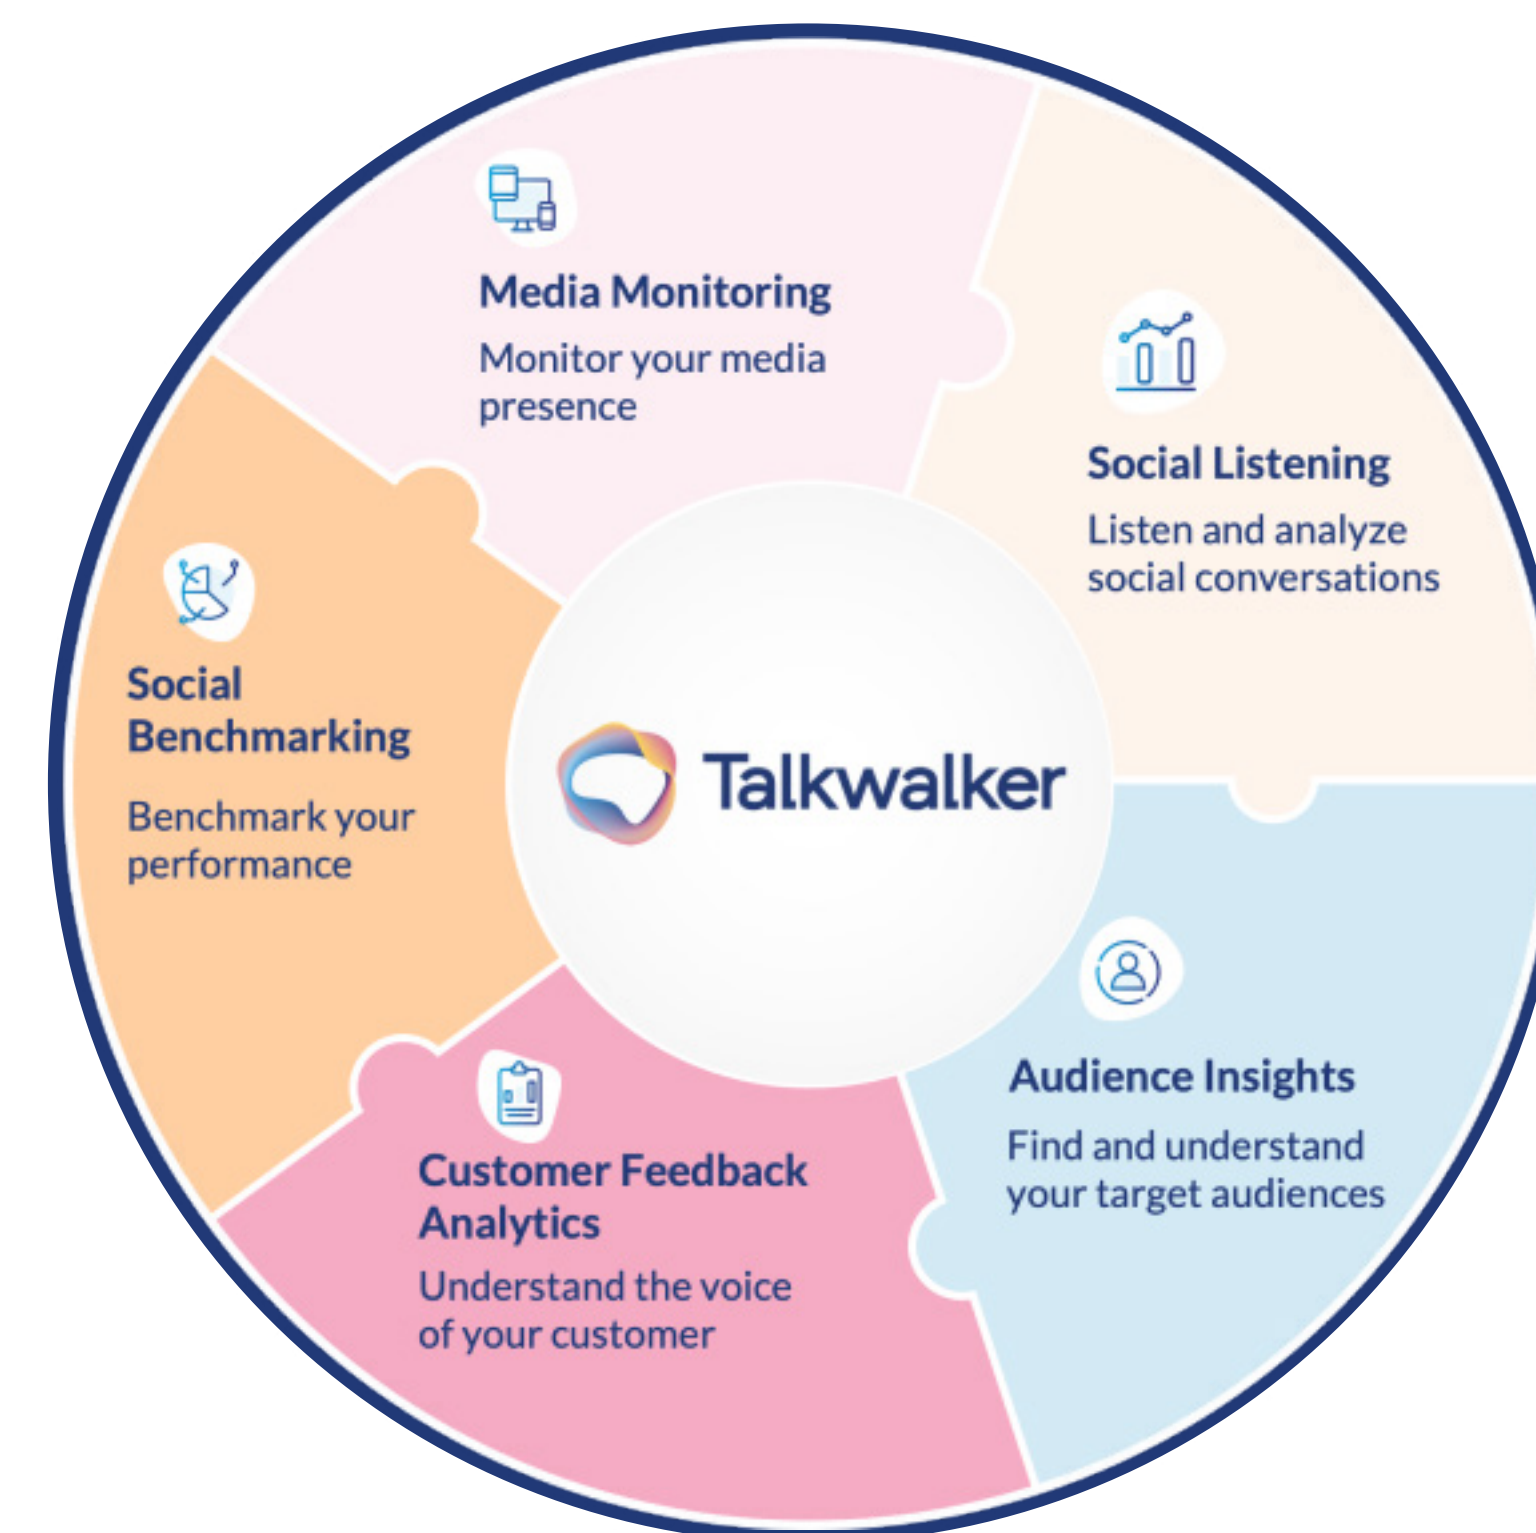 Media Monitoring
Monitor your media
presence
Social Listening
Listen and analyze
social conversations
Social
Benchmarking
Benchmark your
performance
Talkwalker
Audience Insights
Find and understand
your target audiences
Customer Feedback
Analytics
Understand the voice
of your customer